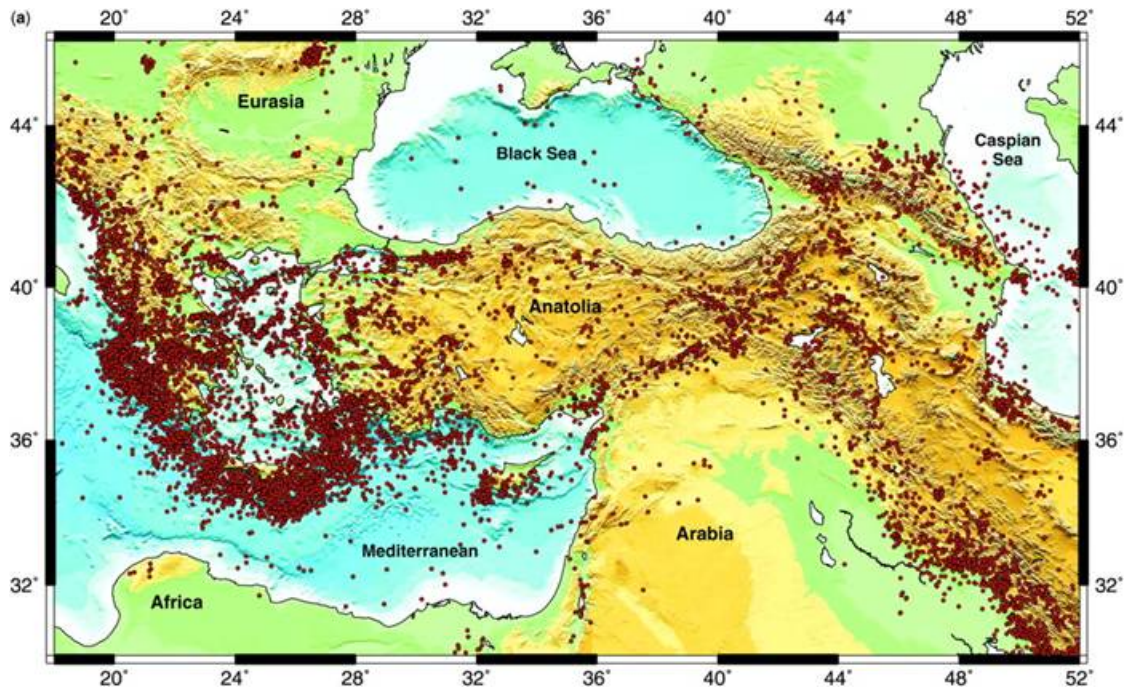 (a)
20° 24° 28° 32° 36° 40° 44° 48° 52°
Eurasia
44° 44°
Black Sea
Caspian
Sea
40° 40°
Anatolia
36° 36°
Mediterranean
Arabia
32° 32°
Africa
20° 24° 28° 32° 36° 40° 44° 48° 52°